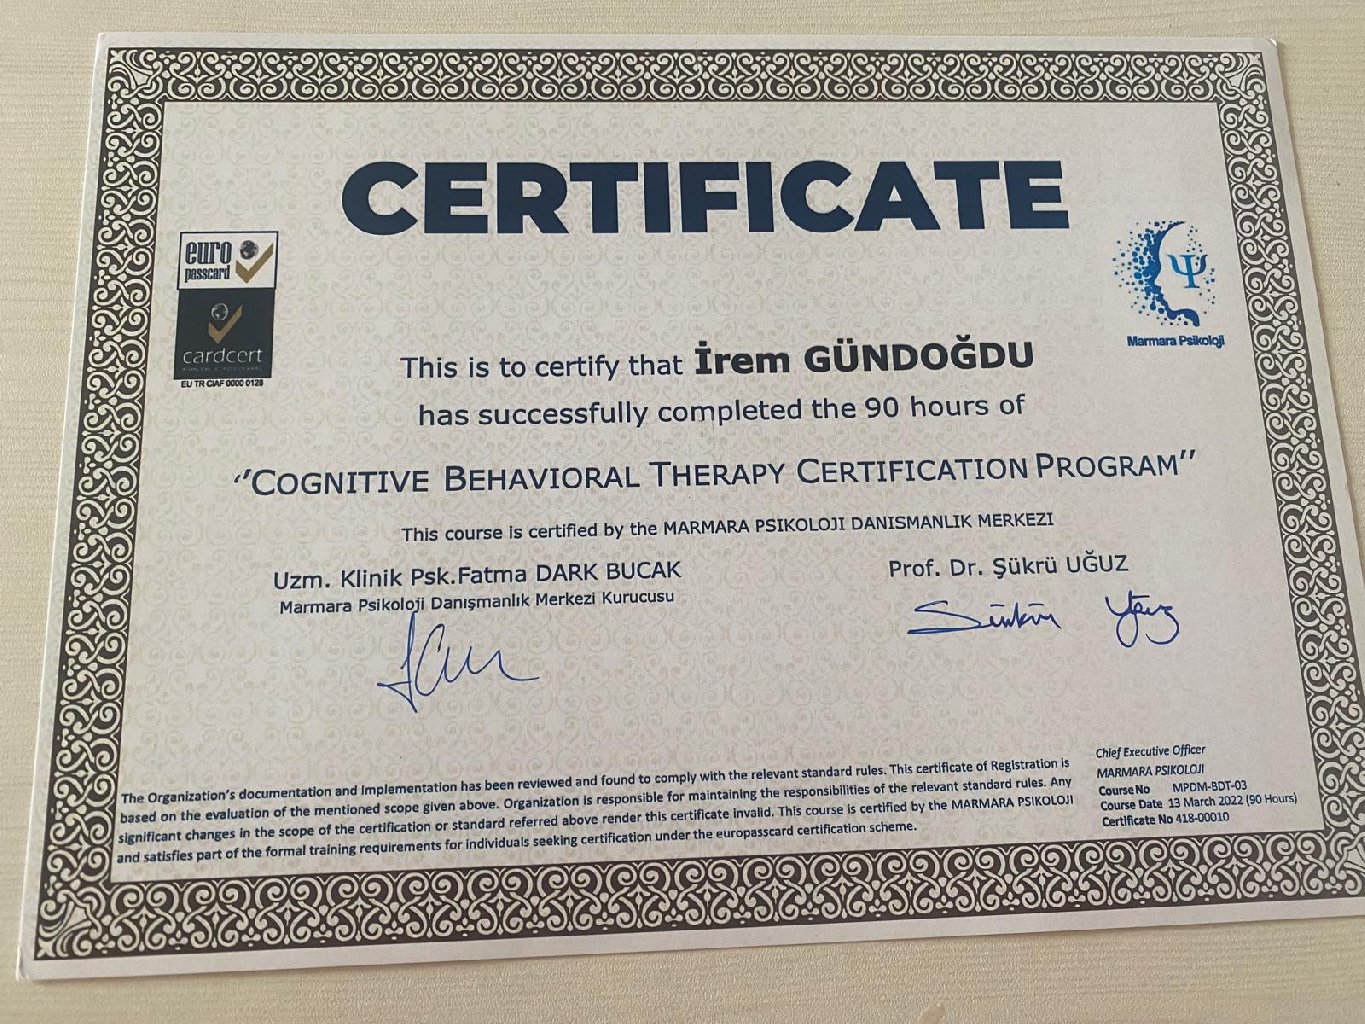 CERTIFICATE
euro
passcard
cardcert
EU TR CIAF 0000 0128
Ψ
Marmara Psikoloji
This is to certify that İrem GÜNDOĞDU
has successfully completed the 90 hours of
“COGNITIVE BEHAVIORAL THERAPY CERTIFICATION PROGRAM”
This course is certified by the MARMARA PSIKOLOJI DANISMANLIK MERKEZI
Uzm. Klinik Psk.Fatma DARK BUCAK
Marmara Psikoloji Danışmanlık Merkezi Kurucusu
Prof. Dr. Şükrü UĞUZ
The Organization's documentation and Implementation has been reviewed and found to comply with the relevant standard rules. This certificate of Registration is
based on the evaluation of the mentioned scope given above. Organization is responsible for maintaining the responsibilities of the relevant standard rules. Any
significant changes in the scope of the certification or standard referred above render this certificate invalid. This course is certified by the MARMARA PSIKOLOJI
and satisfies part of the formal training requirements for individuals seeking certification under the europasscard certification scheme.
Chief Executive Officer
MARMARA PSIKOLOJI
Course No MPDM-BDT-03
Course Date 13 March 2022 (90 Hours)
Certificate No 418-00010